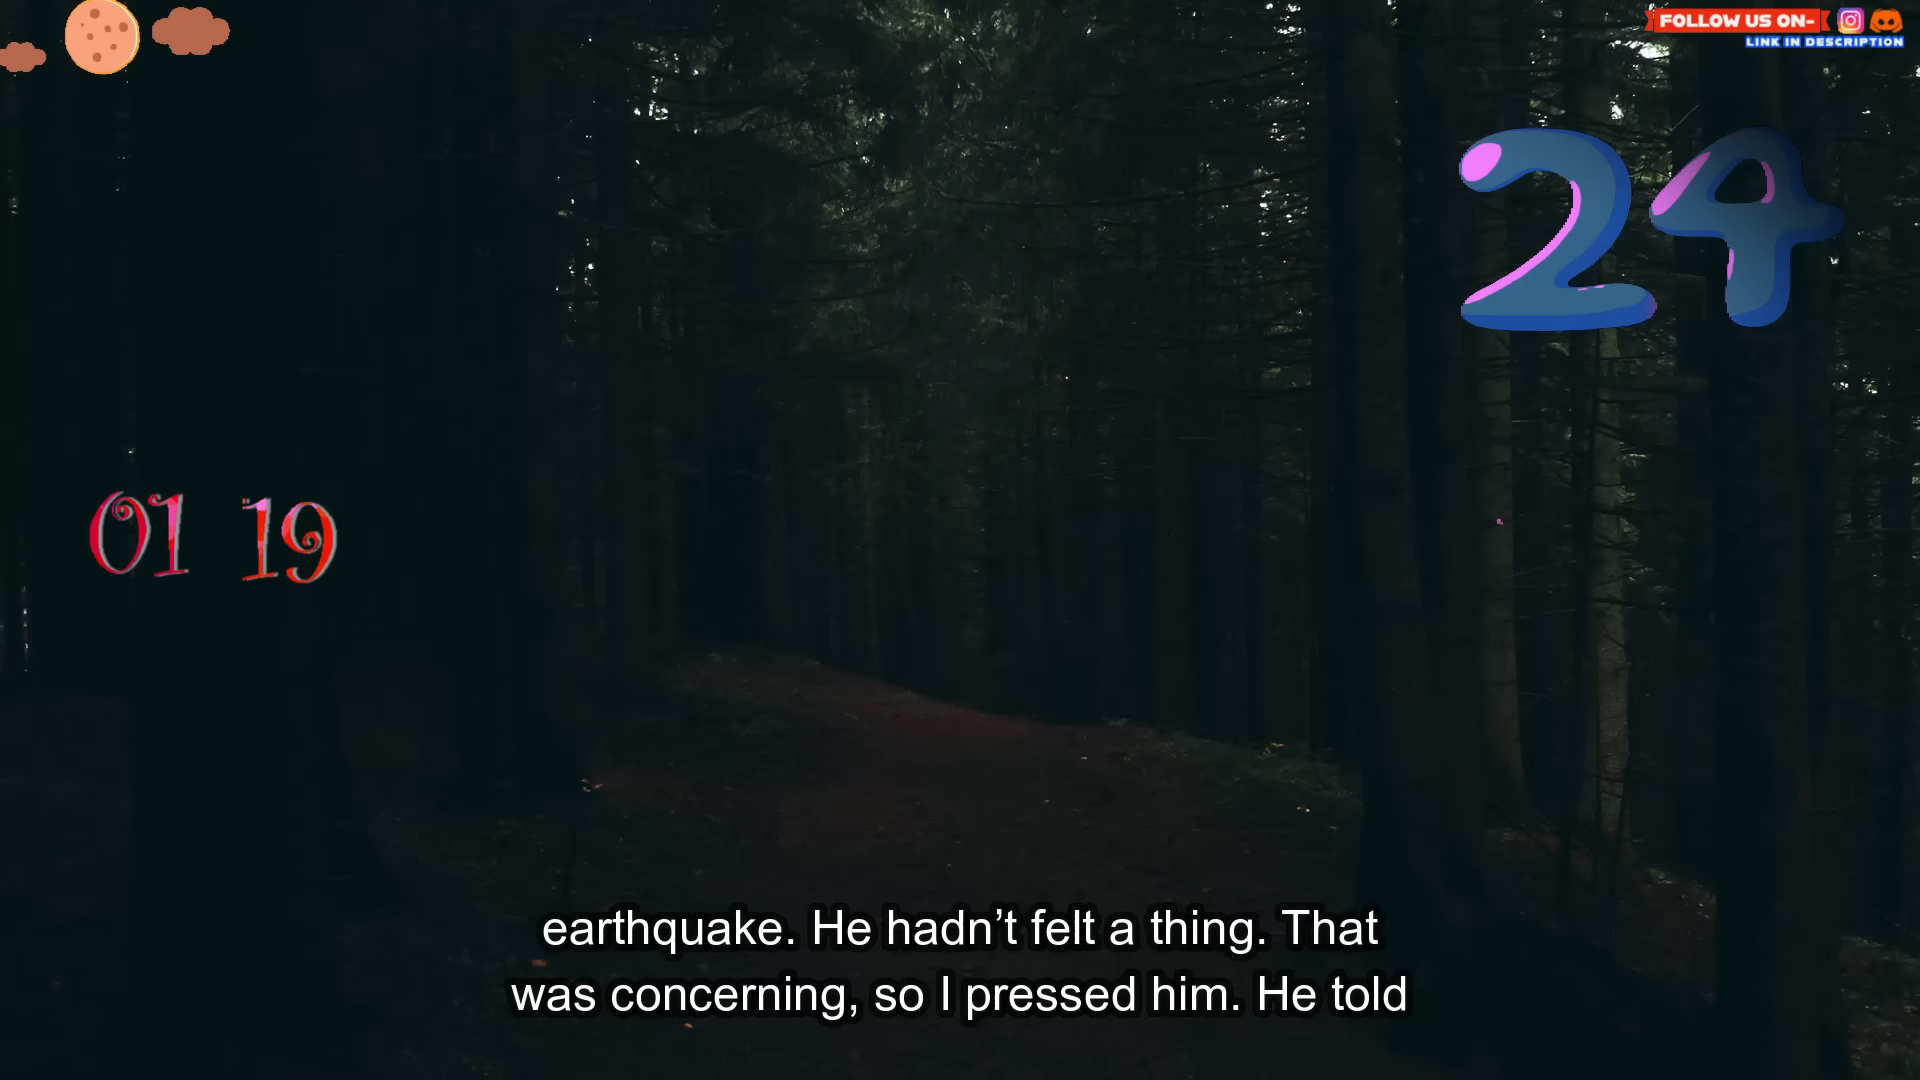 FOLLOW US ON-
LINK IN DESCRIPTION
24
01 19
earthquake. He hadn’t felt a thing. That
was concerning, so I pressed him. He told